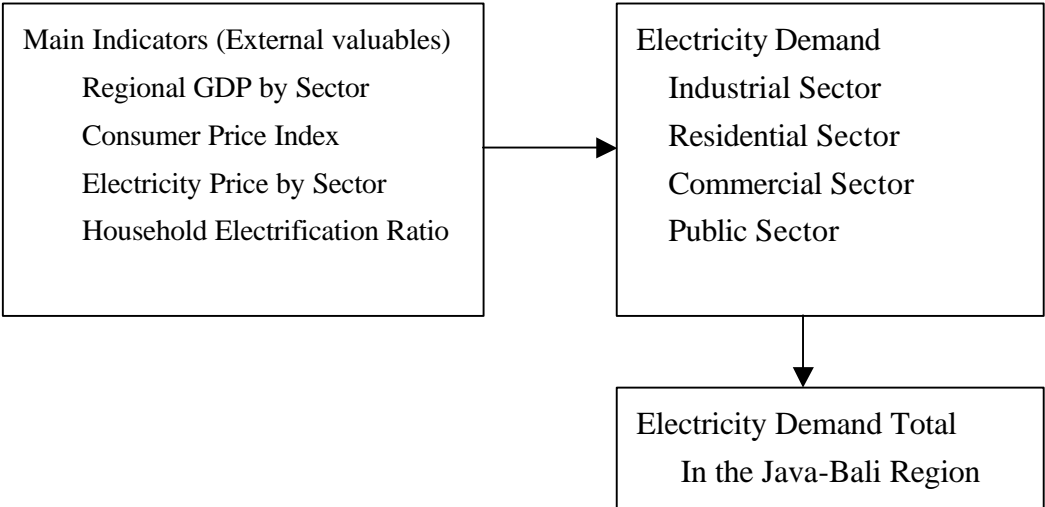 Main Indicators (External valuables)
Regional GDP by Sector
Consumer Price Index
Electricity Price by Sector
Household Electrification Ratio
Electricity Demand
Industrial Sector
Residential Sector
Commercial Sector
Public Sector
Electricity Demand Total
In the Java-Bali Region